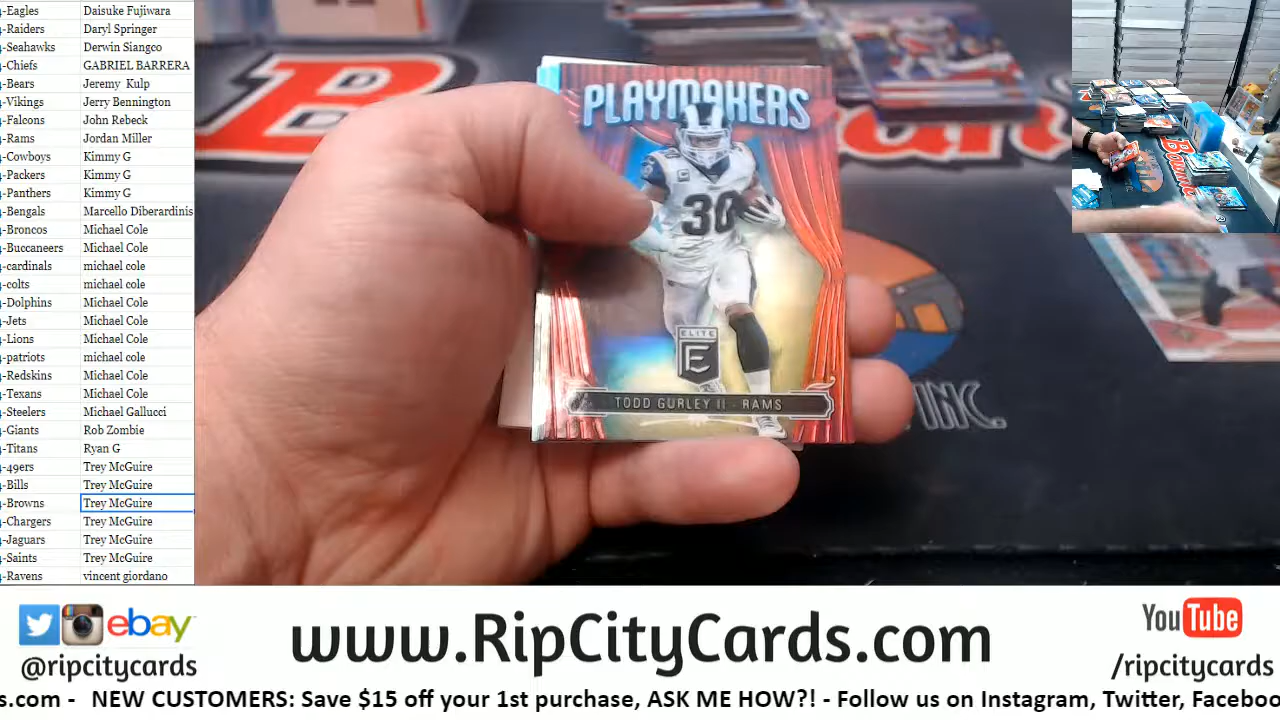 -Eagles Daisuke Fujiwara
-Raiders Daryl Springer
-Seahawks Derwin Siangco
-Chiefs GABRIEL BARRERA
-Bears Jeremy Kulp
-Vikings Jerry Bennington
-Falcons John Rebeck
-Rams Jordan Miller
-Cowboys Kimmy G
-Packers Kimmy G
-Panthers Kimmy G
-Bengals Marcello Diberardinis
-Broncos Michael Cole
-Buccaneers Michael Cole
-cardinals michael cole
-colts michael cole
-Dolphins Michael Cole
-Jets Michael Cole
-Lions Michael Cole
-patriots michael cole
-Redskins Michael Cole
-Texans Michael Cole
-Steelers Michael Gallucci
-Giants Rob Zombie
-Titans Ryan G
-49ers Trey McGuire
-Bills Trey McGuire
-Browns Trey McGuire
-Chargers Trey McGuire
-Jaguars Trey McGuire
-Saints Trey McGuire
-Ravens vincent giordano
PLAYMAKERS
30
ELITE
E
TODD GURLEY II - RAMS
INC.
ebay
@ripcitycards
www.RipCityCards.com
YouTube
/ripcitycards
s.com - NEW CUSTOMERS: Save $15 off your 1st purchase, ASK ME HOW?! - Follow us on Instagram, Twitter, Faceboo